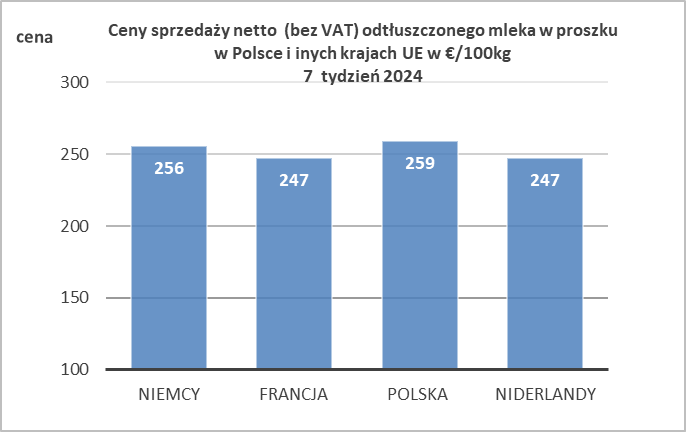 cena
Ceny sprzedaży netto  (bez VAT) odtłuszczonego mleka w proszku
w Polsce i inych krajach UE w €/100kg
7  tydzień 2024
300
250
200
150
100
256
247
259
247
NIEMCY
FRANCJA
POLSKA
NIDERLANDY